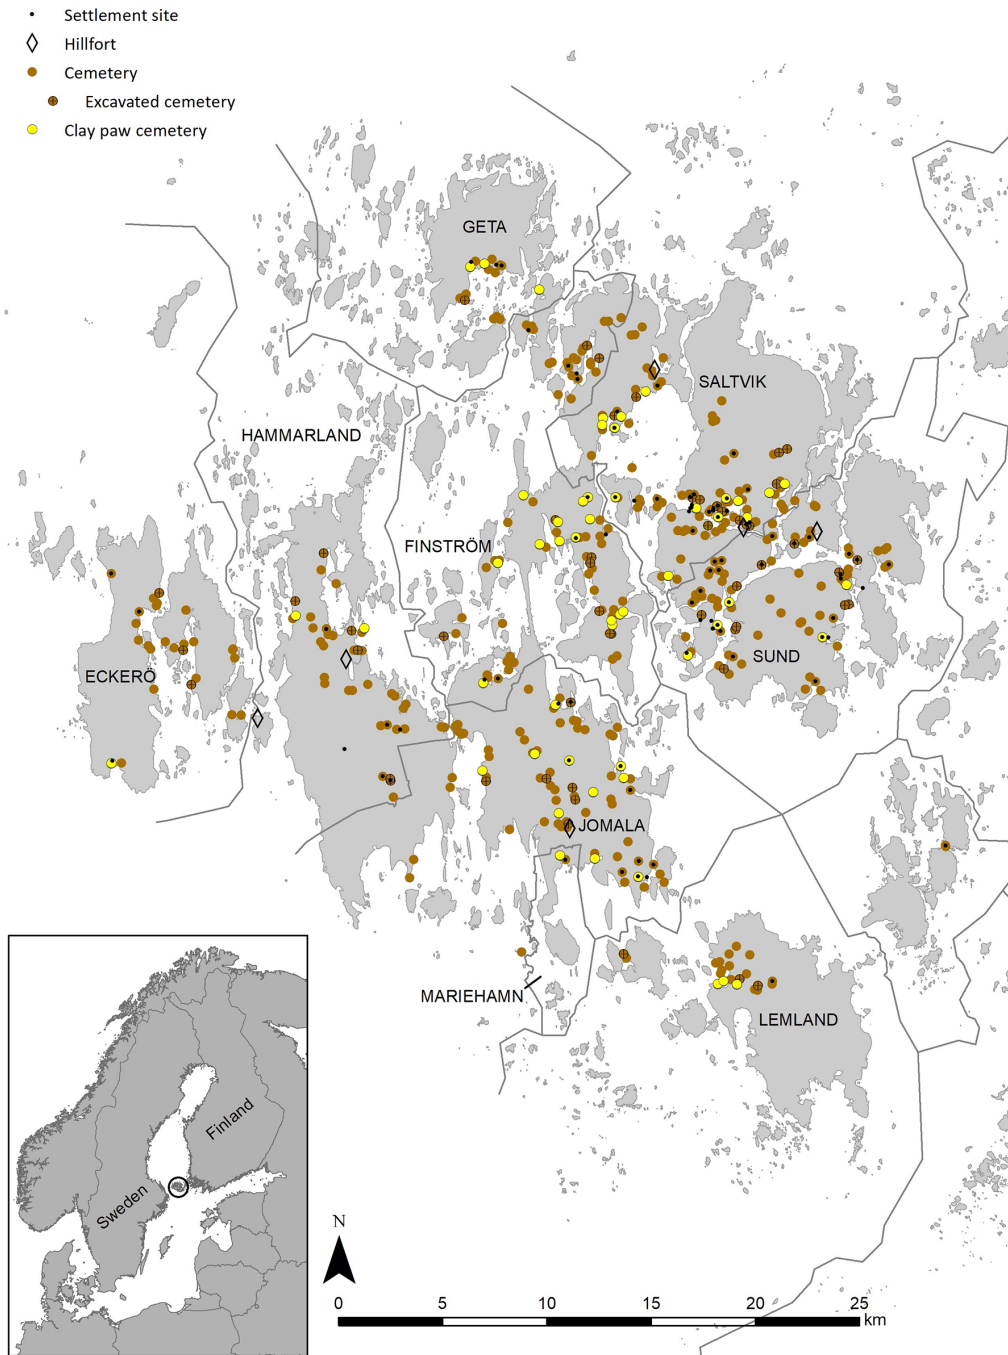 Settlement site
Hillfort
Cemetery
Excavated cemetery
Clay paw cemetery
GETA
SALTVIK
HAMMARLAND
FINSTRÖM
ECKERÖ
SUND
JOMALA
MARIEHAMN
LEMLAND
Finland
Sweden
N
0 5 10 15 20 25
km